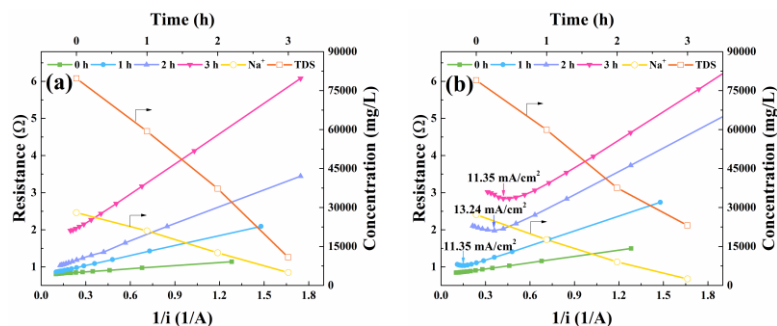 Time (h)
0 1 2 3
0 h 1 h 2 h 3 h Na+ TDS
(a)
Resistance (Ω)
6
5
4
3
2
1
90000
75000
60000
45000
30000
15000
0
Concentration (mg/L)
0.0 0.3 0.6 0.9 1.2 1.5 1.8
1/i (1/A)
Time (h)
0 1 2 3
0 h 1 h 2 h 3 h Na+ TDS
(b)
Resistance (Ω)
6
5
4
3
2
1
11.35 mA/cm2
13.24 mA/cm2
11.35 mA/cm2
90000
75000
60000
45000
30000
15000
0
Concentration (mg/L)
0.0 0.3 0.6 0.9 1.2 1.5 1.8
1/i (1/A)